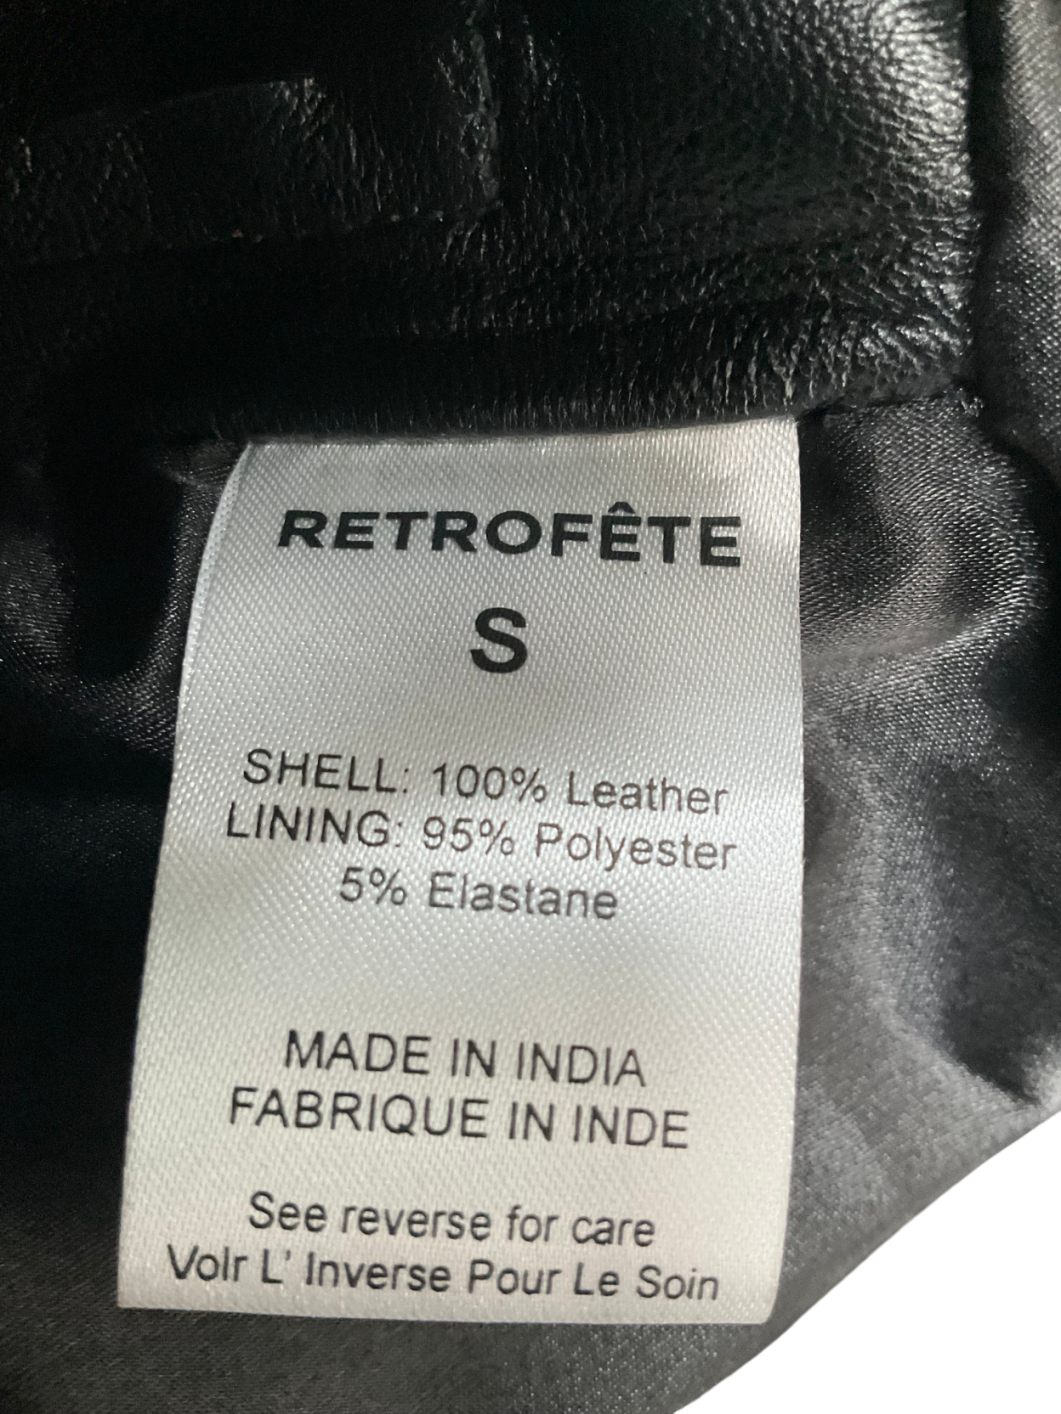 RETROFÊTE
S
SHELL: 100% Leather
LINING: 95% Polyester
5% Elastane
MADE IN INDIA
FABRIQUE IN INDE
See reverse for care
Volr L' Inverse Pour Le Soin